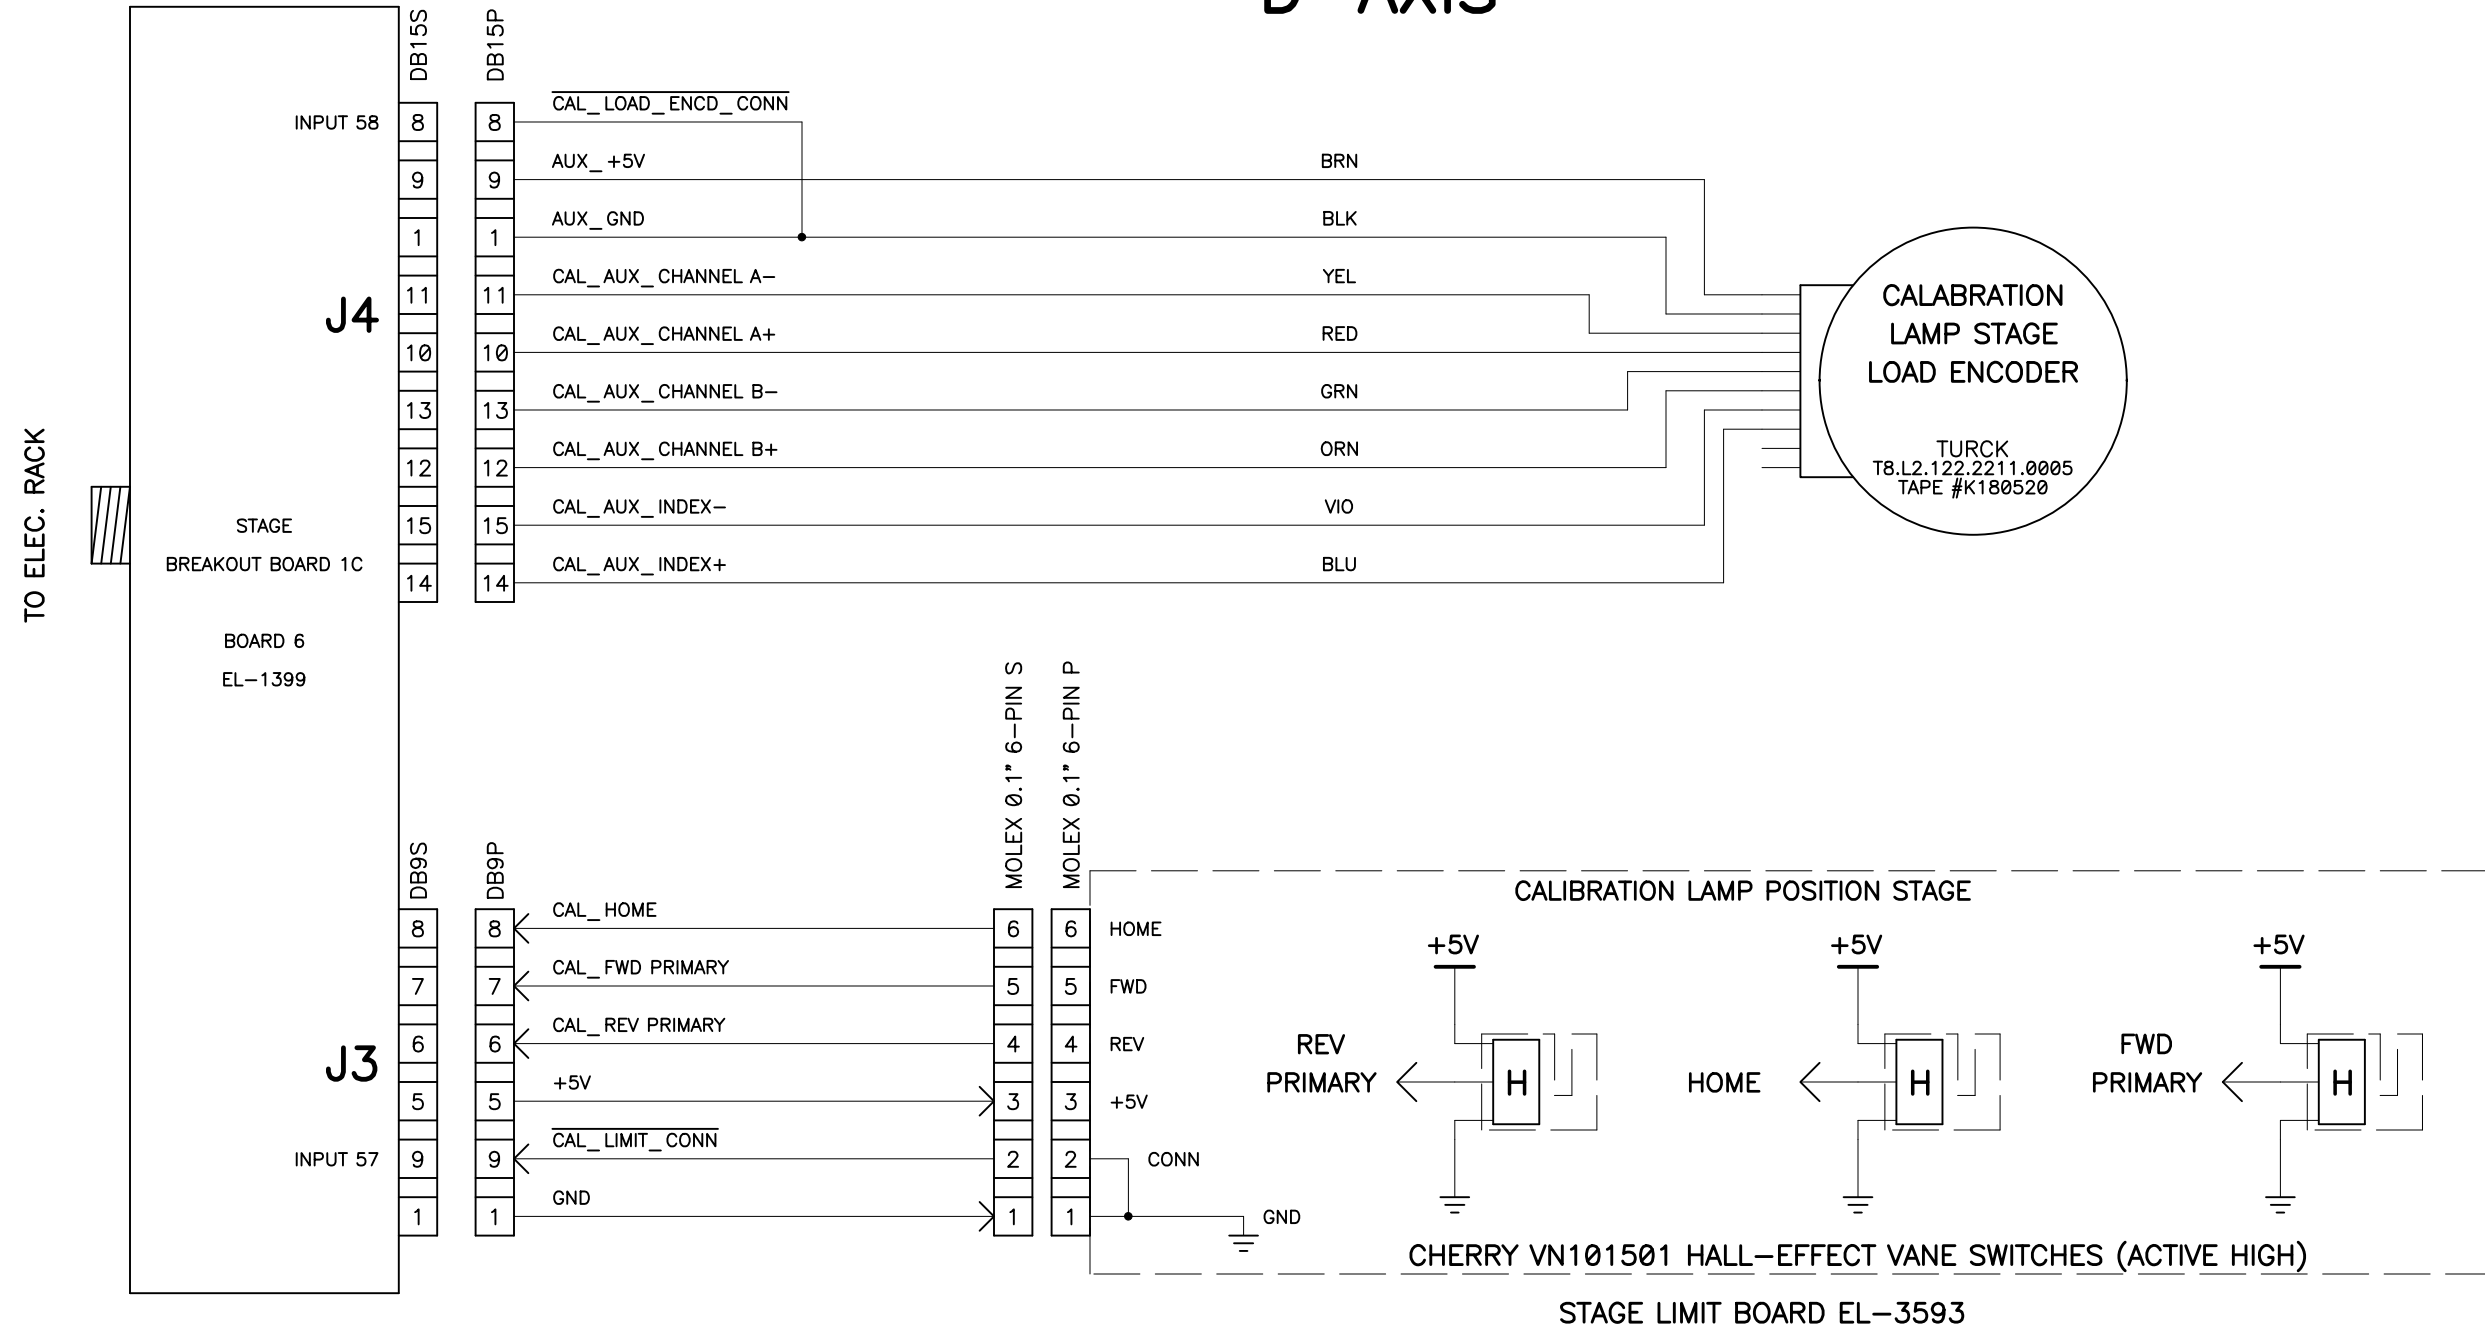 D AXIS
DB15S
DB15P
TO ELEC. RACK
INPUT 58
J4
STAGE
BREAKOUT BOARD 1C
BOARD 6
EL-1399
J3
INPUT 57
8 8 CAL_LOAD_ENCD_CONN
9 9 AUX_+5V BRN
1 1 AUX_GND BLK
11 11 CAL_AUX_CHANNEL A- YEL
10 10 CAL_AUX_CHANNEL A+ RED
13 13 CAL_AUX_CHANNEL B- GRN
12 12 CAL_AUX_CHANNEL B+ ORN
15 15 CAL_AUX_INDEX- VIO
14 14 CAL_AUX_INDEX+ BLU
CALABRATION
LAMP STAGE
LOAD ENCODER
TURCK
T8.L2.122.2211.0005
TAPE #K180520
DB9S
DB9P
MOLEX 0.1" 6-PIN S
MOLEX 0.1" 6-PIN P
8 8 CAL_HOME 6 6 HOME
7 7 CAL_FWD PRIMARY 5 5 FWD
6 6 CAL_REV PRIMARY 4 4 REV
5 5 +5V 3 3 +5V
9 9 CAL_LIMIT_CONN 2 2 CONN
1 1 GND 1 1 GND
CALIBRATION LAMP POSITION STAGE
+5V
REV
PRIMARY
H
+5V
HOME
H
+5V
FWD
PRIMARY
H
CHERRY VN101501 HALL-EFFECT VANE SWITCHES (ACTIVE HIGH)
STAGE LIMIT BOARD EL-3593